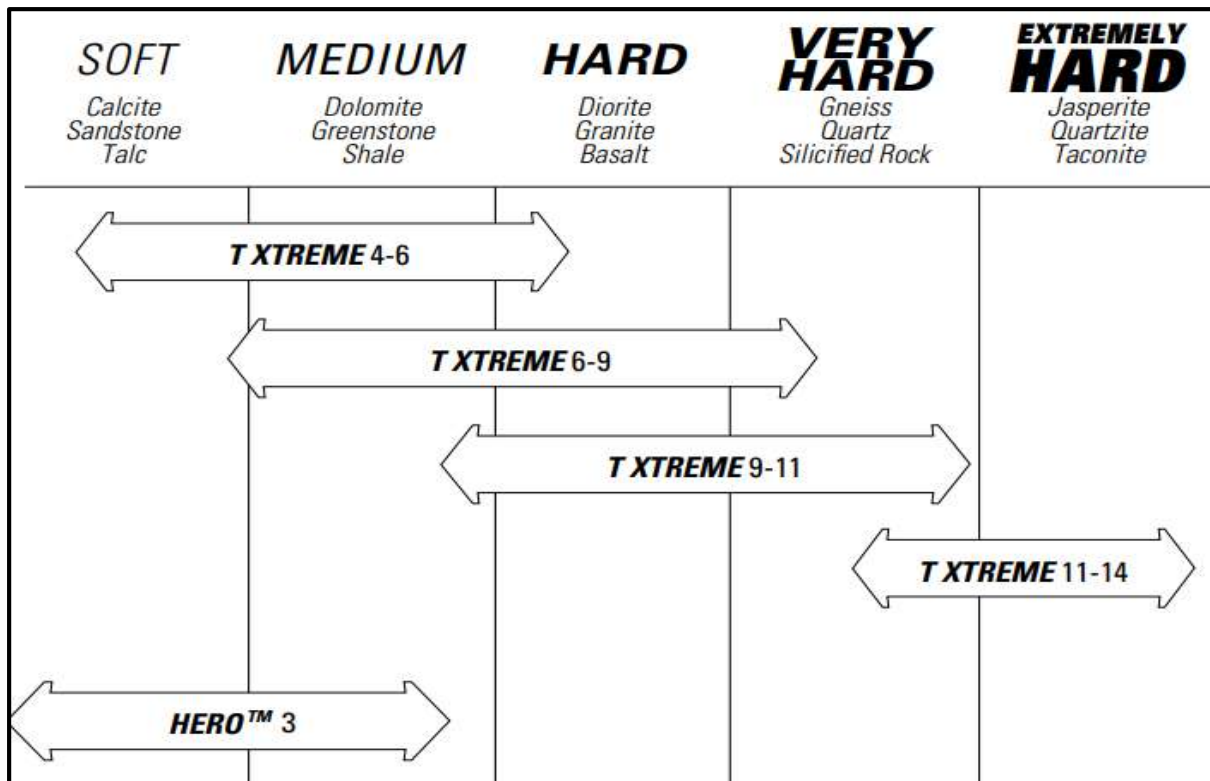 SOFT
Calcite
Sandstone
Talc
MEDIUM
Dolomite
Greenstone
Shale
HARD
Diorite
Granite
Basalt
VERY
HARD
Gneiss
Quartz
Silicified Rock
EXTREMELY
HARD
Jasperite
Quartzite
Taconite
T XTREME 4-6
T XTREME 6-9
T XTREME 9-11
T XTREME 11-14
HERO™ 3